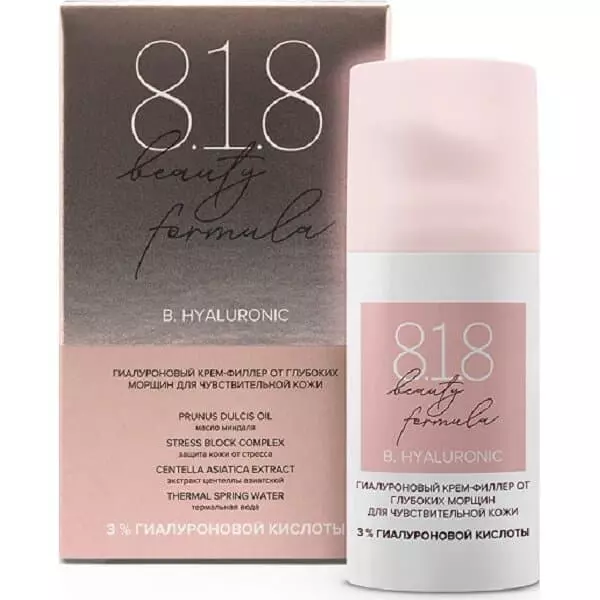 8.1.8
beauty
formula
B. HYALURONIC
ГИАЛУРОНОВЫЙ КРЕМ-ФИЛЛЕР ОТ ГЛУБОКИХ
МОРЩИН ДЛЯ ЧУВСТВИТЕЛЬНОЙ КОЖИ
PRUNUS DULCIS OIL
масло миндаля
STRESS BLOCK COMPLEX
защита кожи от стресса
CENTELLA ASIATICA EXTRACT
экстракт центеллы азиатской
THERMAL SPRING WATER
термальная вода
3 % ГИАЛУРОНОВОЙ КИСЛОТЫ
8.1.8
beauty
formula
B. HYALURONIC
ГИАЛУРОНОВЫЙ КРЕМ-ФИЛЛЕР ОТ
ГЛУБОКИХ МОРЩИН
ДЛЯ ЧУВСТВИТЕЛЬНОЙ КОЖИ
3 % ГИАЛУРОНОВОЙ КИСЛОТЫ